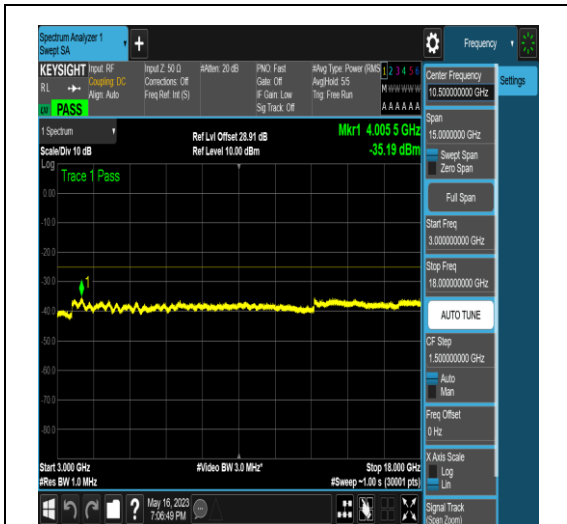 Spectrum Analyzer 1
Swept SA
Frequency
KEYSIGHT
RL
PASS
Input: RF
Coupling: DC
Align: Auto
Input Z: 50 Ω
Corrections: Off
Freq Ref: Int (S)
#Atten: 20 dB
PNO: Fast
Gate: Off
IF Gain: Low
Sig Track: Off
#Avg Type: Power (RMS
Avg|Hold: 5/5
Trig: Free Run
1 2 3 4 5 6
M W W W W W
A A A A A A
1 Spectrum
Scale/Div 10 dB
Ref Lvl Offset 28.91 dB
Ref Level 10.00 dBm
Mkr1 4.005 5 GHz
-35.19 dBm
Log
Trace 1 Pass
0.00
-10.0
-20.0
-30.0
-40.0
-50.0
-60.0
-70.0
-80.0
1
Start 3.000 GHz
#Res BW 1.0 MHz
#Video BW 3.0 MHz*
Stop 18.000 GHz
#Sweep ~1.00 s (30001 pts)
May 16, 2023
7:06:49 PM
Center Frequency
10.500000000 GHz
Settings
Span
15.0000000 GHz
Swept Span
Zero Span
Full Span
Start Freq
3.000000000 GHz
Stop Freq
18.000000000 GHz
AUTO TUNE
CF Step
1.500000000 GHz
Auto
Man
Freq Offset
0 Hz
X Axis Scale
Log
Lin
Signal Track
(Span Zoom)